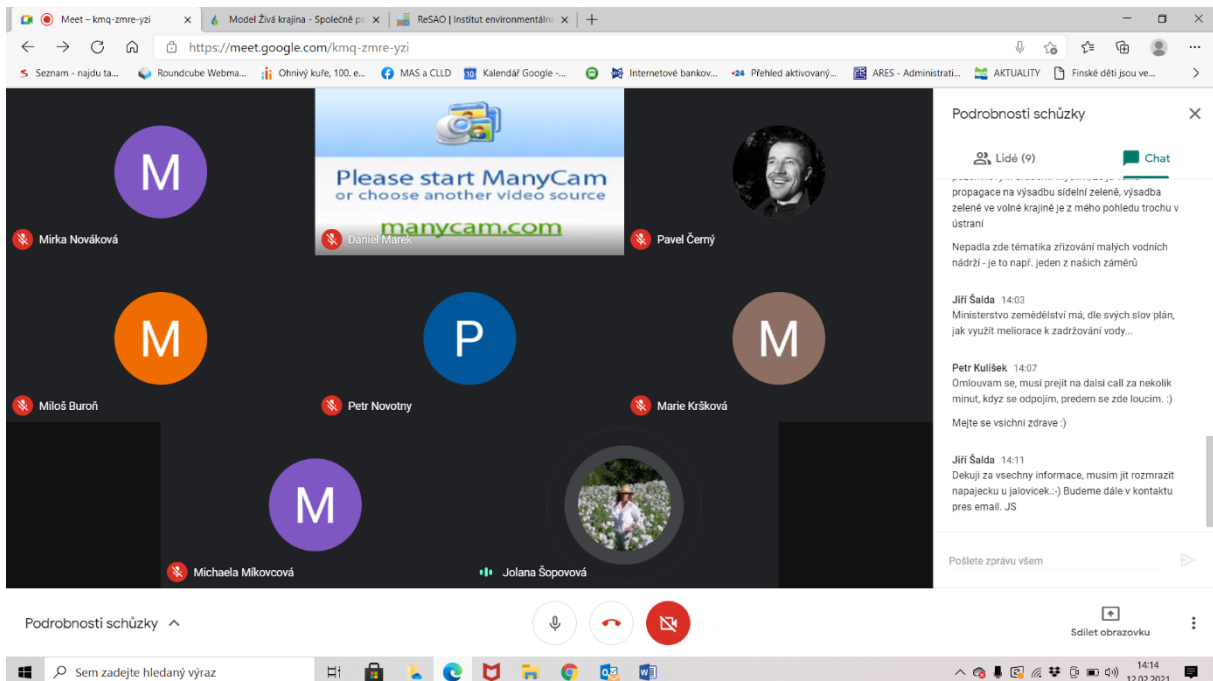 Meet – kmq-zmre-yzi
Model Živá krajina - Společně pr
ReSAO | Institut environmentáln
https://meet.google.com/kmq-zmre-yzi
Seznam - najdu ta...
Roundcube Webma...
Ohnivý kuře, 100. e...
MAS a CLLD
Kalendář Google -...
Internetové bankov...
Přehled aktivovaný...
ARES - Administrati...
AKTUALITY
Finské děti jsou ve...
M
Mirka Nováková
Please start ManyCam
or choose another video source
manycam.com
Daniel Marek
Pavel Černý
M
Miloš Buroň
P
Petr Novotny
M
Marie Kršková
M
Michaela Míkovcová
Jolana Šopovová
Podrobnosti schůzky
Lidé (9)
Chat
propagace na výsadbu sídelní zeleně, výsadba
zeleně ve volné krajině je z mého pohledu trochu v
ústraní
Nepadla zde tématika zřizování malých vodních
nádrží - je to např. jeden z našich záměrů
Jiří Šalda 14:03
Ministerstvo zemědělství má, dle svých slov plán,
jak využít meliorace k zadržování vody...
Petr Kulíšek 14:07
Omlouvam se, musi prejit na dalsi call za nekolik
minut, kdyz se odpojim, predem se zde loucim. :)
Mejte se vsichni zdrave :)
Jiří Šalda 14:11
Dekuji za vsechny informace, musim jit rozmrazit
napajecku u jalovicek.:-) Budeme dále v kontaktu
pres email. JS
Pošlete zprávu všem
Podrobnosti schůzky
Sdílet obrazovku
Sem zadejte hledaný výraz
14:14
12.02.2021